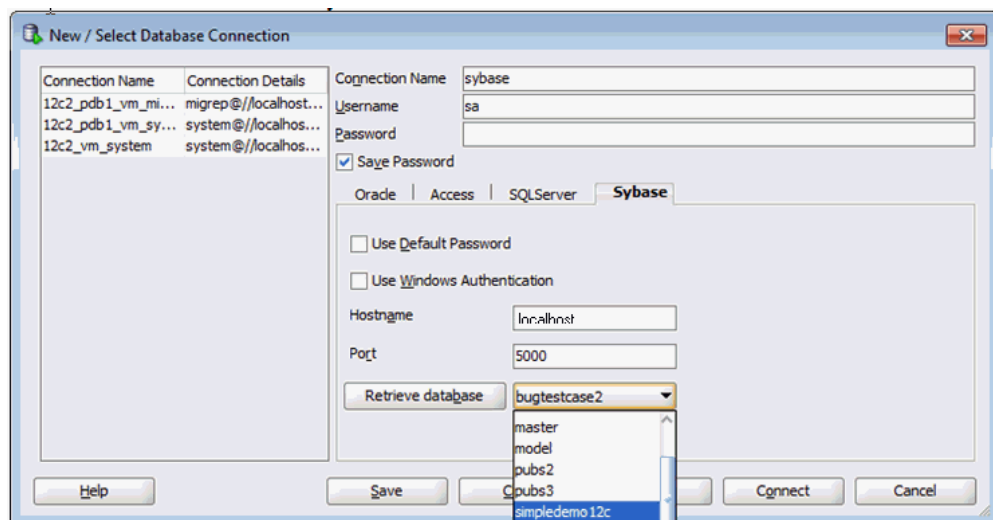 New / Select Database Connection
Connection Name Connection Details
12c2_pdb1_vm_mi... migrep@//localhost...
12c2_pdb1_vm_sy... system@//localhos...
12c2_vm_system system@//localhos...
Connection Name sybase
Username sa
Password
Save Password
Oracle Access SQLServer Sybase
Use Default Password
Use Windows Authentication
Hostname localhost
Port 5000
Retrieve database bugtestcase2
master
model
pubs2
pubs3
simpledemo12c
Help Save Connect Cancel